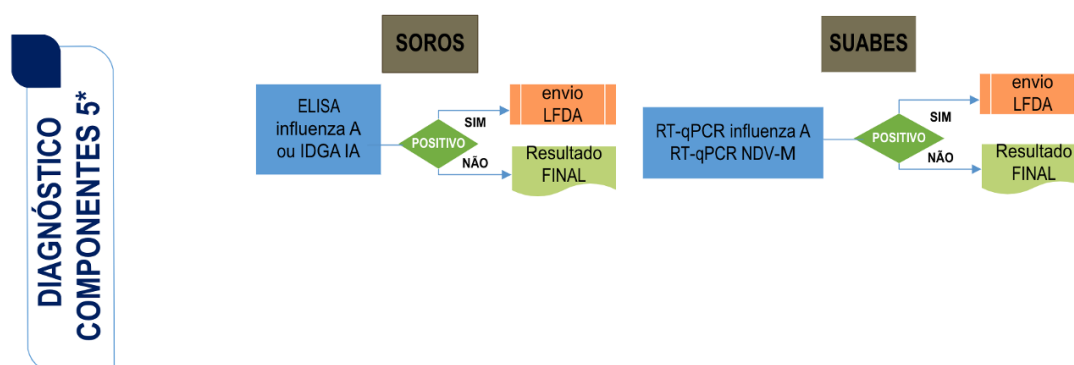 DIAGNÓSTICO
COMPONENTES 5*
SOROS
ELISA
influenza A
ou IDGA IA
POSITIVO
SIM
NÃO
envio
LFDA
Resultado
FINAL
SUABES
RT-qPCR influenza A
RT-qPCR NDV-M
POSITIVO
SIM
NÃO
envio
LFDA
Resultado
FINAL